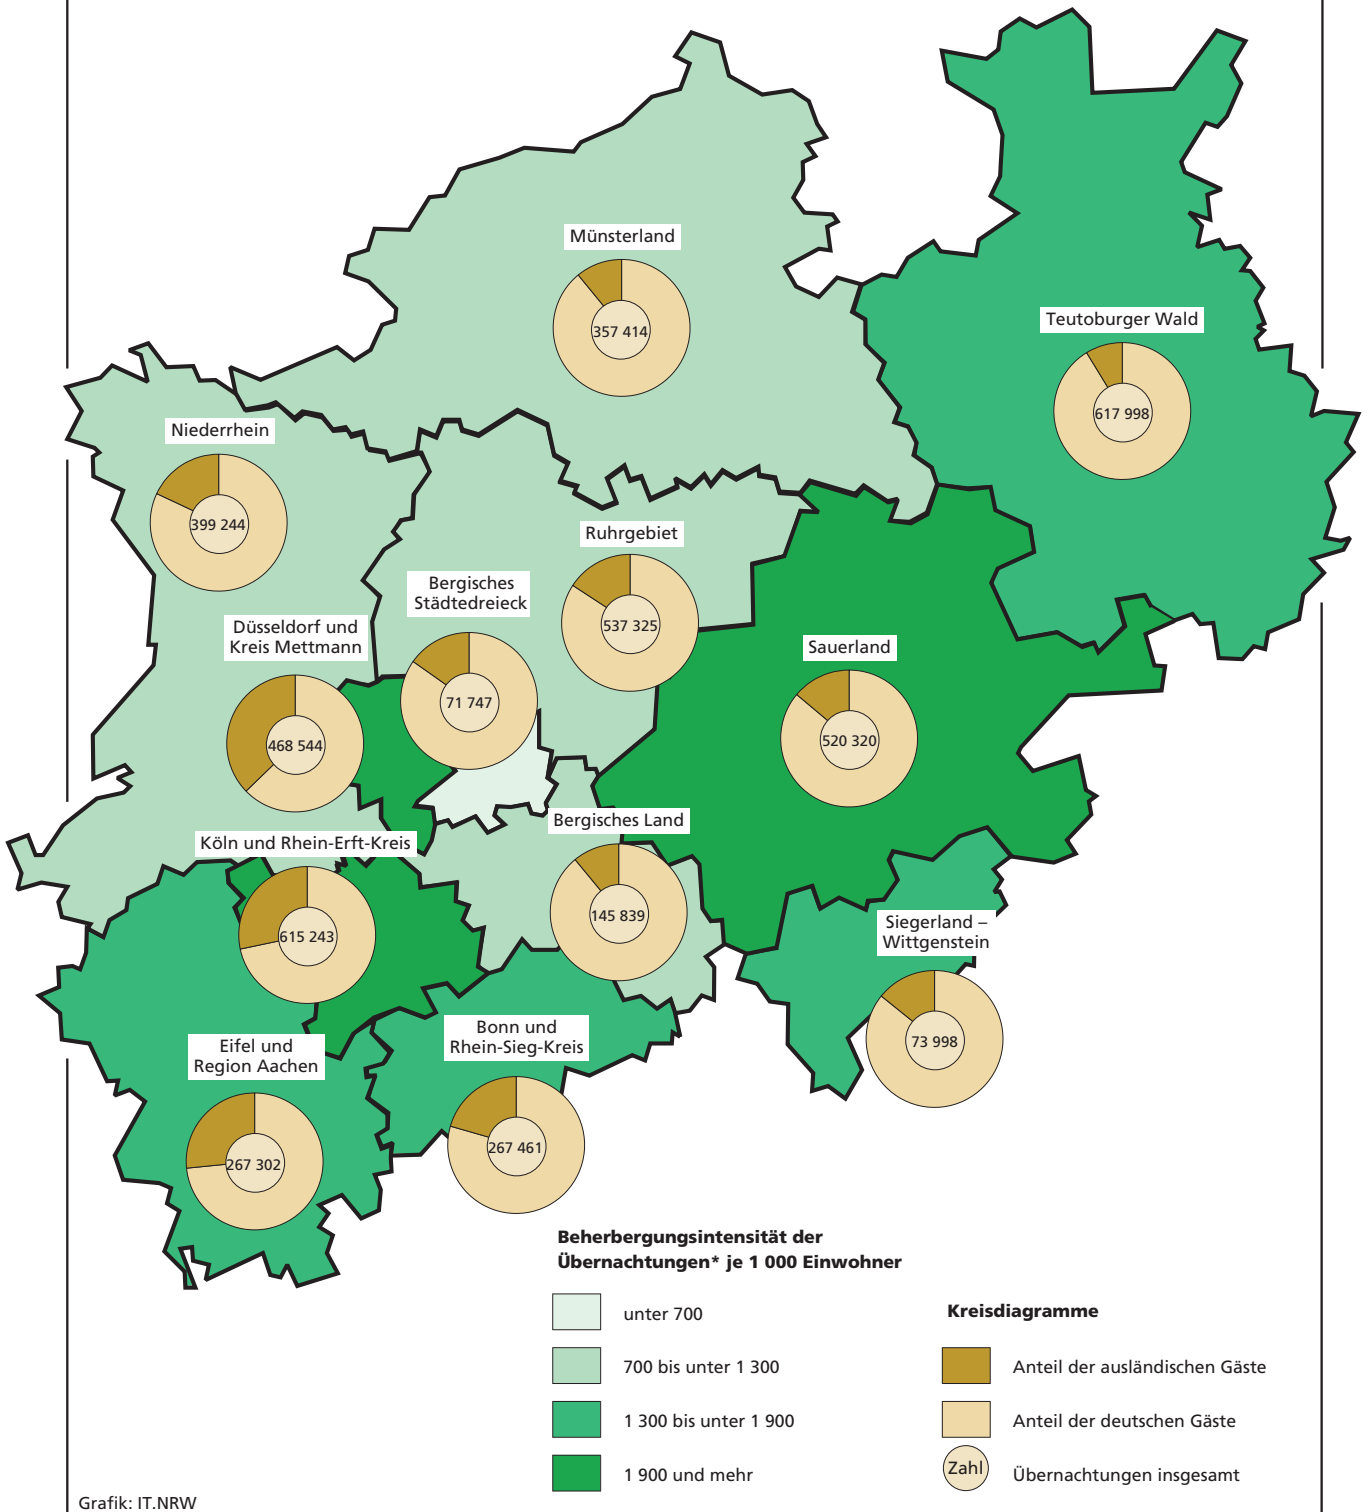 Münsterland
357 414
Teutoburger Wald
617 998
Niederrhein
399 244
Ruhrgebiet
537 325
Bergisches
Städtedreieck
71 747
Düsseldorf und
Kreis Mettmann
468 544
Sauerland
520 320
Bergisches Land
145 839
Köln und Rhein-Erft-Kreis
615 243
Siegerland –
Wittgenstein
73 998
Bonn und
Rhein-Sieg-Kreis
267 461
Eifel und
Region Aachen
267 302
Beherbergungsintensität der
Übernachtungen* je 1 000 Einwohner
unter 700
700 bis unter 1 300
1 300 bis unter 1 900
1 900 und mehr
Kreisdiagramme
Anteil der ausländischen Gäste
Anteil der deutschen Gäste
Zahl
Übernachtungen insgesamt
Grafik: IT.NRW